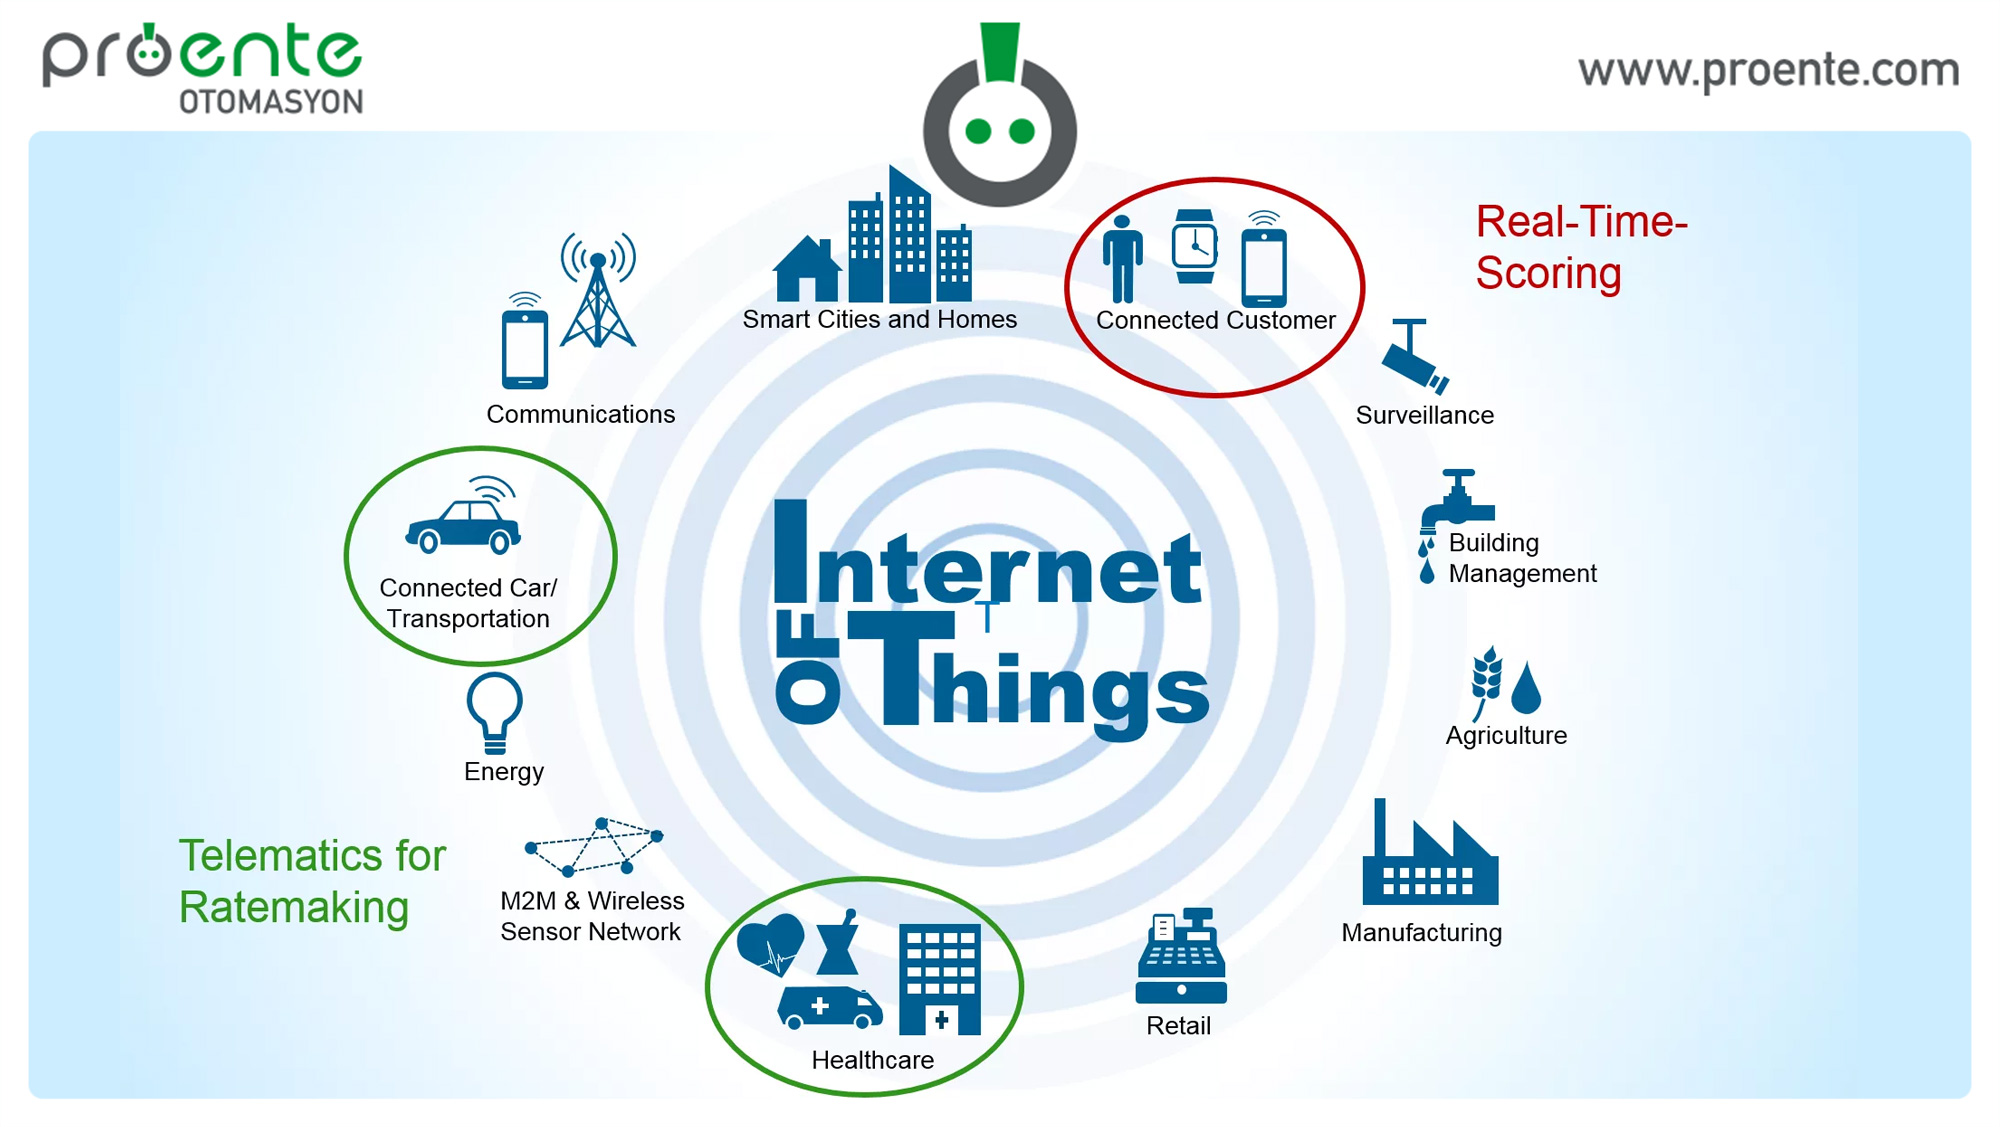 proente
OTOMASYON
www.proente.com
Real-Time-
Scoring
Smart Cities and Homes
Connected Customer
Communications
Surveillance
Connected Car/
Transportation
Building
Management
Internet
T
OF Things
Energy
Agriculture
Telematics for
Ratemaking
M2M & Wireless
Sensor Network
Manufacturing
Retail
Healthcare